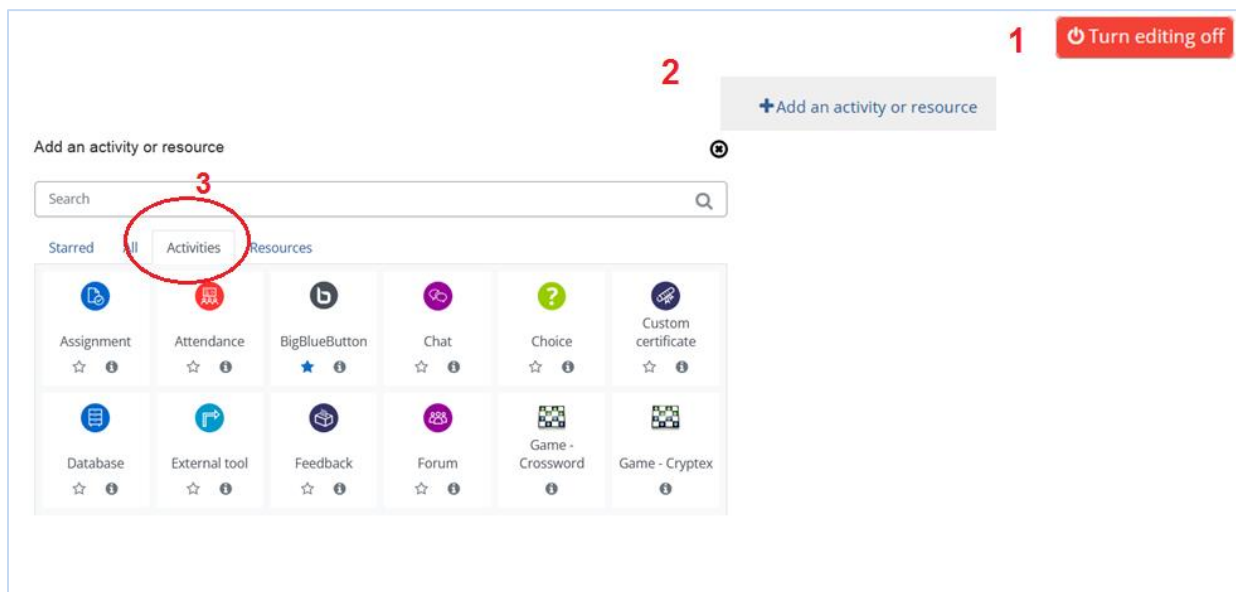 1 Turn editing off
2
Add an activity or resource
Add an activity or resource
3
Search
Starred All Activities Resources
Assignment Attendance BigBlueButton Chat Choice Custom certificate
Database External tool Feedback Forum Game - Crossword Game - Cryptex